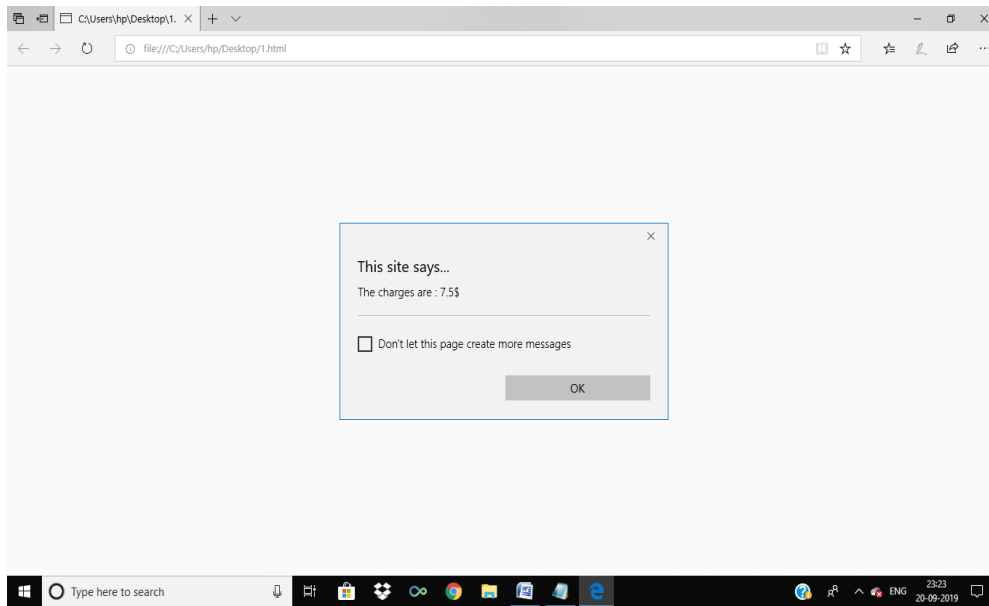 C:\Users\hp\Desktop\1.
file:///C:/Users/hp/Desktop/1.html
This site says...
The charges are : 7.5$
Don't let this page create more messages
OK
Type here to search
ENG
23:23
20-09-2019